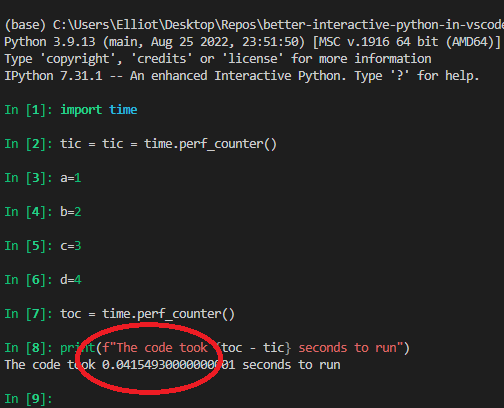 (base) C:\Users\Elliot\Desktop\Repos\better-interactive-python-in-vscode
Python 3.9.13 (main, Aug 25 2022, 23:51:50) [MSC v.1916 64 bit (AMD64)]
Type 'copyright', 'credits' or 'license' for more information
IPython 7.31.1 -- An enhanced Interactive Python. Type '?' for help.
In [1]: import time
In [2]: tic = tic = time.perf_counter()
In [3]: a=1
In [4]: b=2
In [5]: c=3
In [6]: d=4
In [7]: toc = time.perf_counter()
In [8]: print(f"The code took {toc - tic} seconds to run")
The code took 0.04154930000000001 seconds to run
In [9]: